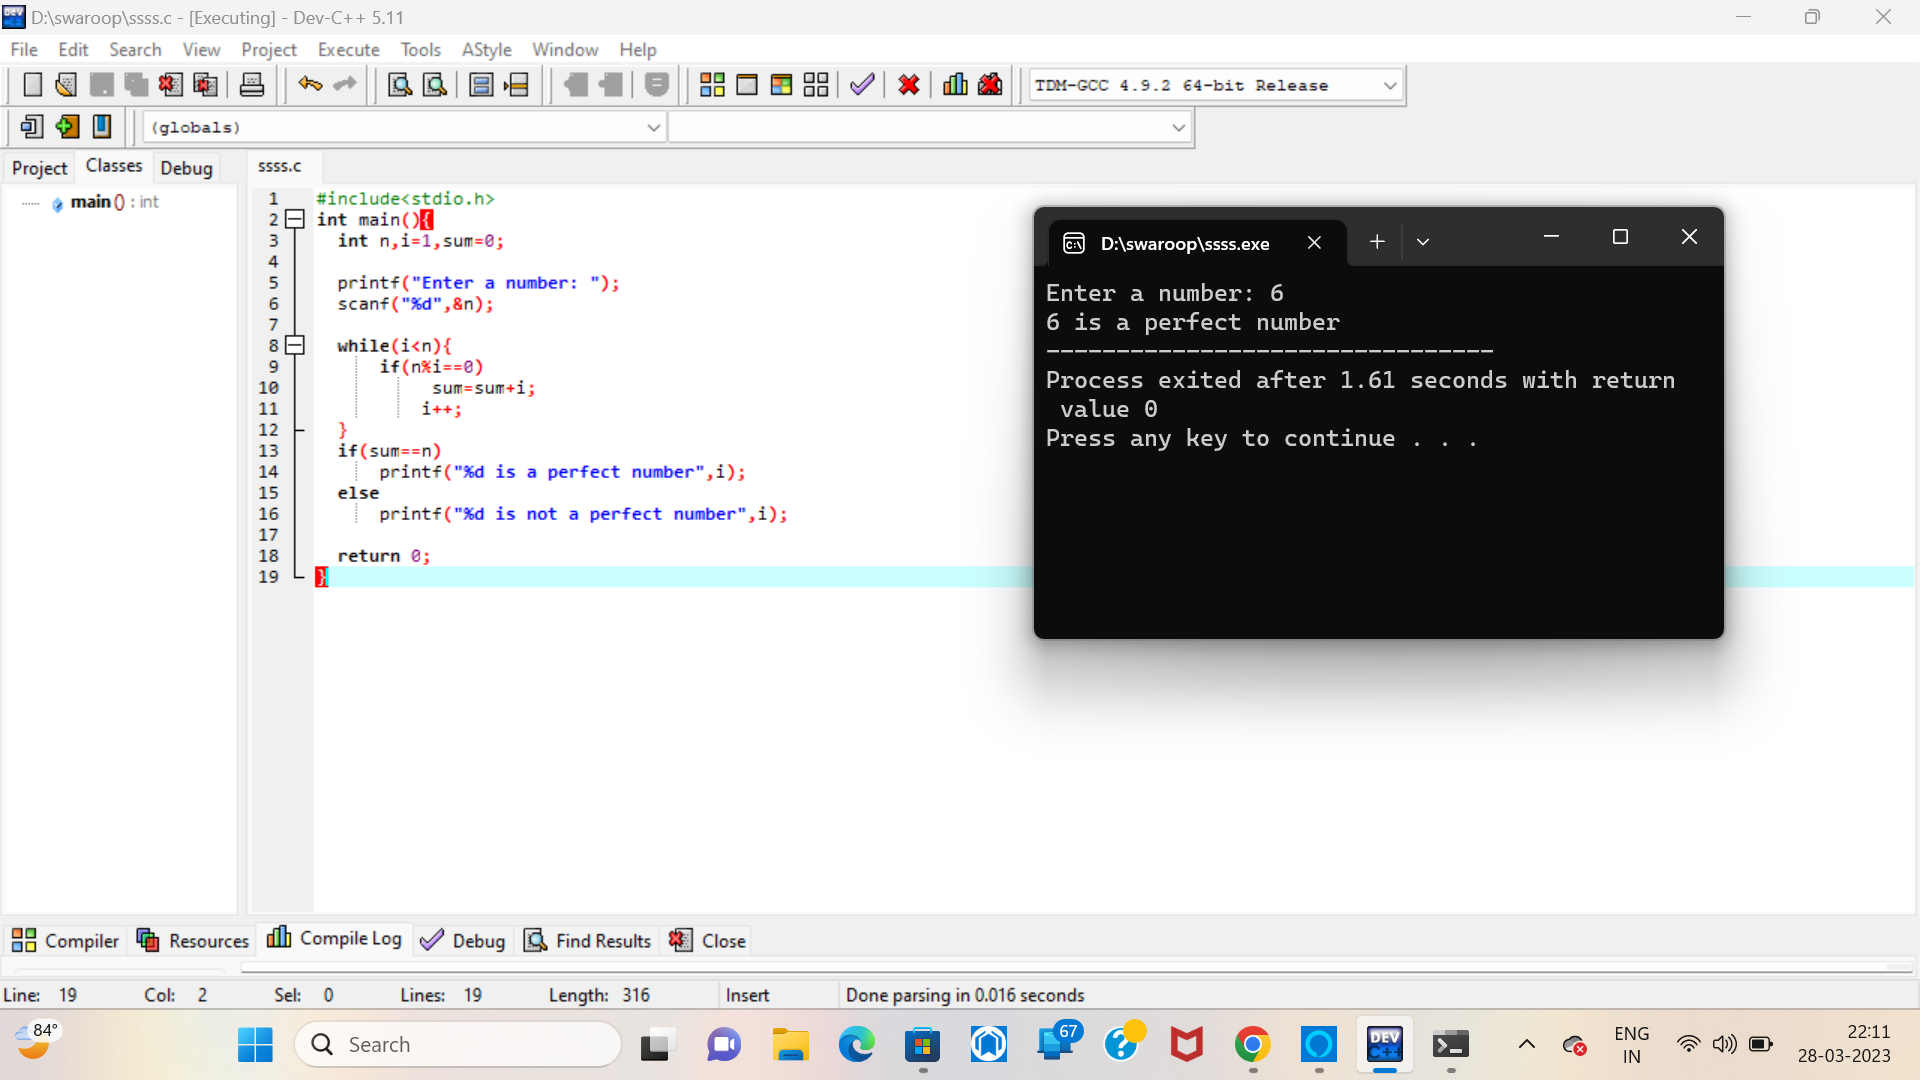 D:\swaroop\ssss.c - [Executing] - Dev-C++ 5.11
File Edit Search View Project Execute Tools AStyle Window Help
TDM-GCC 4.9.2 64-bit Release
(globals)
Project Classes Debug
ssss.c
main () : int
1 #include<stdio.h>
2 int main(){
3 int n,i=1,sum=0;
4
5 printf("Enter a number: ");
6 scanf("%d",&n);
7
8 while(i<n){
9 if(n%i==0)
10 sum=sum+i;
11 i++;
12 }
13 if(sum==n)
14 printf("%d is a perfect number",i);
15 else
16 printf("%d is not a perfect number",i);
17
18 return 0;
19 }
D:\swaroop\ssss.exe
Enter a number: 6
6 is a perfect number
--------------------------------
Process exited after 1.61 seconds with return
value 0
Press any key to continue . . .
Compiler Resources Compile Log Debug Find Results Close
Line: 19 Col: 2 Sel: 0 Lines: 19 Length: 316 Insert Done parsing in 0.016 seconds
84°
Search
67
DEV
C++
ENG
IN
22:11
28-03-2023